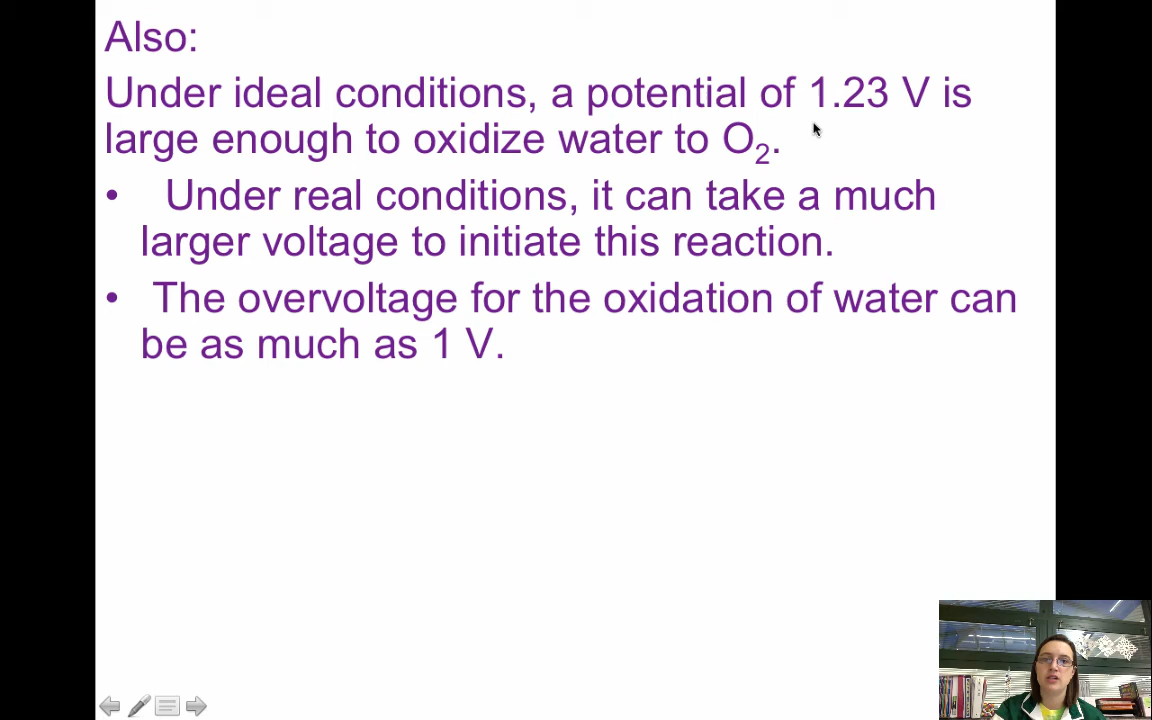 Also:
Under ideal conditions, a potential of 1.23 V is
large enough to oxidize water to O₂.
• Under real conditions, it can take a much
larger voltage to initiate this reaction.
• The overvoltage for the oxidation of water can
be as much as 1 V.